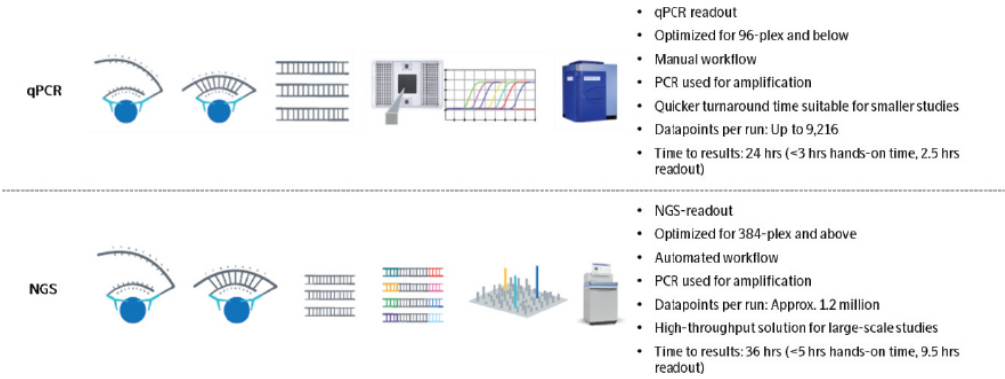 qPCR
• qPCR readout
• Optimized for 96-plex and below
• Manual workflow
• PCR used for amplification
• Quicker turnaround time suitable for smaller studies
• Datapoints per run: Up to 9,216
• Time to results: 24 hrs (<3 hrs hands-on time, 2.5 hrs
readout)
NGS
• NGS-readout
• Optimized for 384-plex and above
• Automated workflow
• PCR used for amplification
• Datapoints per run: Approx. 1.2 million
• High-throughput solution for large-scale studies
• Time to results: 36 hrs (<5 hrs hands-on time, 9.5 hrs
readout)